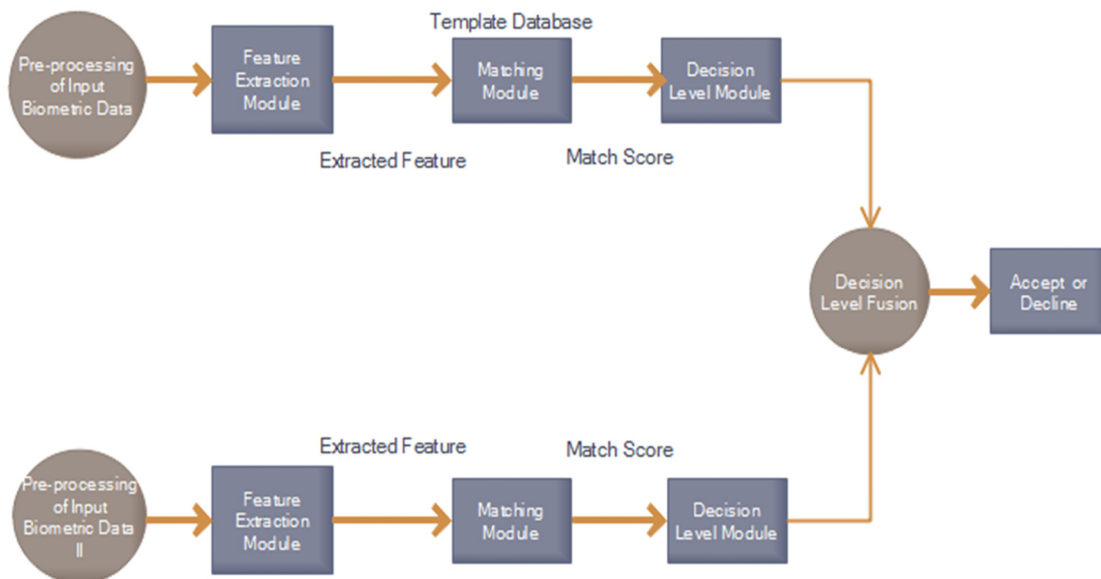 Template Database
Pre-processing
of Input
Biometric Data
Feature
Extraction
Module
Matching
Module
Decision
Level Module
Extracted Feature
Match Score
Decision
Level Fusion
Accept or
Decline
Extracted Feature
Match Score
Pre-processing
of Input
Biometric Data
II
Feature
Extraction
Module
Matching
Module
Decision
Level Module